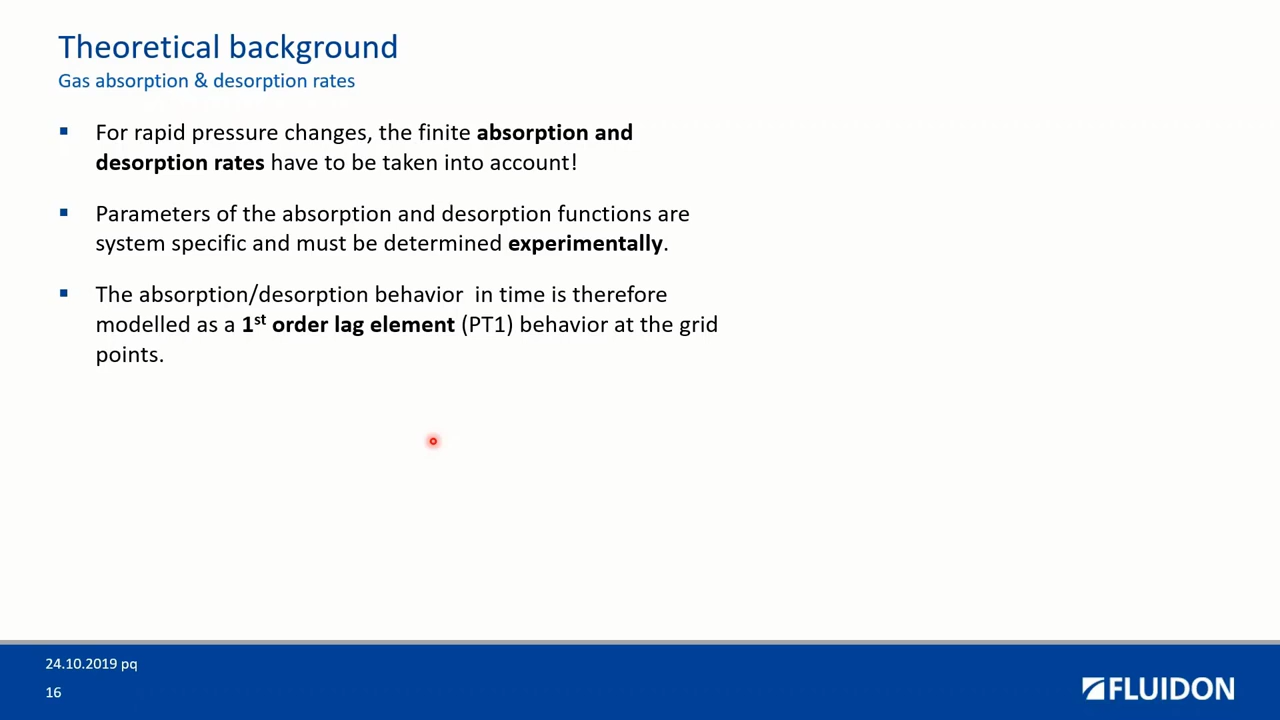 Theoretical background
Gas absorption & desorption rates
▪ For rapid pressure changes, the finite absorption and
desorption rates have to be taken into account!
▪ Parameters of the absorption and desorption functions are
system specific and must be determined experimentally.
▪ The absorption/desorption behavior  in time is therefore
modelled as a 1st order lag element (PT1) behavior at the grid
points.
24.10.2019 pq
16
FLUIDON